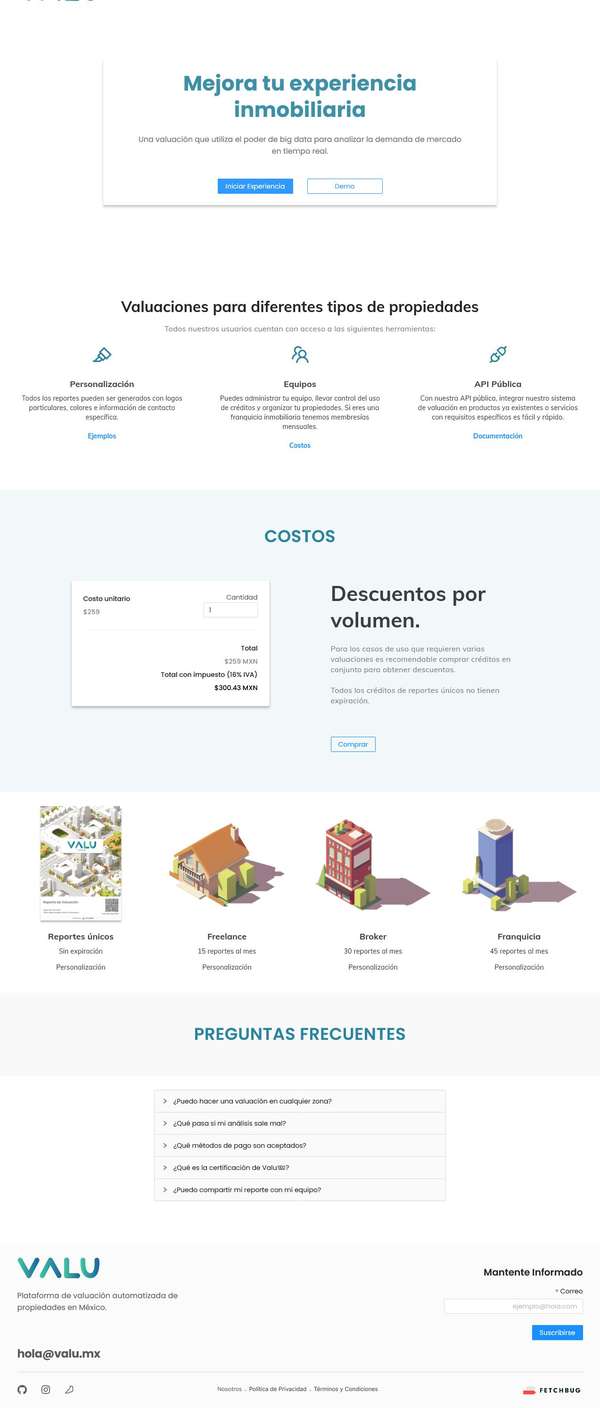 Mejora tu experiencia
inmobiliaria
Una valuación que utiliza el poder de big data para analizar la demanda de mercado
en tiempo real.
Iniciar Experiencia
Demo
Valuaciones para diferentes tipos de propiedades
Todos nuestros usuarios cuentan con acceso a las siguientes herramientas:
Personalización
Todos los reportes pueden ser generados con logos
particulares, colores e información de contacto
específica.
Ejemplos
Equipos
Puedes administrar tu equipo, llevar control del uso
de créditos y organizar tu propiedades. Si eres una
franquicia inmobiliaria tenemos membresías
mensuales.
Costos
API Pública
Con nuestra API pública, integrar nuestro sistema
de valuación en productos ya existentes o servicios
con requisitos específicos es fácil y rápido.
Documentación
COSTOS
Costo unitario
$259
Cantidad
1
Total
$259 MXN
Total con impuesto (16% IVA)
$300.43 MXN
Descuentos por
volumen.
Para los casos de uso que requieren varias
valuaciones es recomendable comprar créditos en
conjunto para obtener descuentos.
Todos los créditos de reportes únicos no tienen
expiración.
Comprar
VALU
Reporte de Valuación
Reportes únicos
Sin expiración
Personalización
Freelance
15 reportes al mes
Personalización
Broker
30 reportes al mes
Personalización
Franquicia
45 reportes al mes
Personalización
PREGUNTAS FRECUENTES
¿Puedo hacer una valuación en cualquier zona?
¿Qué pasa si mi análisis sale mal?
¿Qué métodos de pago son aceptados?
¿Qué es la certificación de Valu?
¿Puedo compartir mi reporte con mi equipo?
VALU
Plataforma de valuación automatizada de
propiedades en México.
hola@valu.mx
Mantente Informado
* Correo
ejemplo@hola.com
Suscribirse
Nosotros . Política de Privacidad . Términos y Condiciones
FETCHBUG